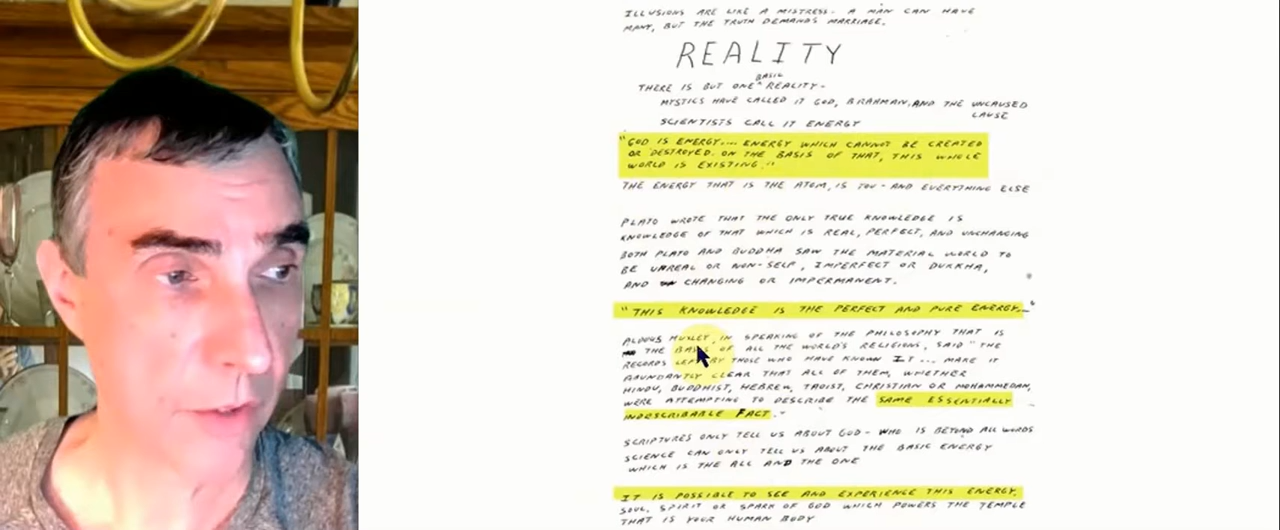 ILLUSIONS ARE LIKE A MISTRESS - A MAN CAN HAVE
MANY, BUT THE TRUTH DEMANDS MARRIAGE.
REALITY
BASIC
THERE IS BUT ONE ^ REALITY -
MYSTICS HAVE CALLED IT GOD, BRAHMAN, AND THE UNCAUSED
CAUSE
SCIENTISTS CALL IT ENERGY
"GOD IS ENERGY.... ENERGY WHICH CANNOT BE CREATED
OR DESTROYED. ON THE BASIS OF THAT, THIS WHOLE
WORLD IS EXISTING."
THE ENERGY THAT IS THE ATOM, IS YOU - AND EVERYTHING ELSE
PLATO WROTE THAT THE ONLY TRUE KNOWLEDGE IS
KNOWLEDGE OF THAT WHICH IS REAL, PERFECT, AND UNCHANGING
BOTH PLATO AND BUDDHA SAW THE MATERIAL WORLD TO
BE UNREAL OR NON-SELF, IMPERFECT OR DUKKHA,
AND CHANGING OR IMPERMANENT.
"THIS KNOWLEDGE IS THE PERFECT AND PURE ENERGY..."
ALDOUS HUXLEY, IN SPEAKING OF THE PHILOSOPHY THAT IS
THE BASIS OF ALL THE WORLD'S RELIGIONS, SAID "THE
RECORDS LEFT BY THOSE WHO HAVE KNOWN IT ... MAKE IT
ABUNDANTLY CLEAR THAT ALL OF THEM, WHETHER
HINDU, BUDDHIST, HEBREW, TAOIST, CHRISTIAN OR MOHAMMEDAN,
WERE ATTEMPTING TO DESCRIBE THE SAME ESSENTIALLY
INDESCRIBABLE FACT."
SCRIPTURES ONLY TELL US ABOUT GOD - WHO IS BEYOND ALL WORDS
SCIENCE CAN ONLY TELL US ABOUT THE BASIC ENERGY
WHICH IS THE ALL AND THE ONE
IT IS POSSIBLE TO SEE AND EXPERIENCE THIS ENERGY,
SOUL, SPIRIT OR SPARK OF GOD WHICH POWERS THE TEMPLE
THAT IS YOUR HUMAN BODY